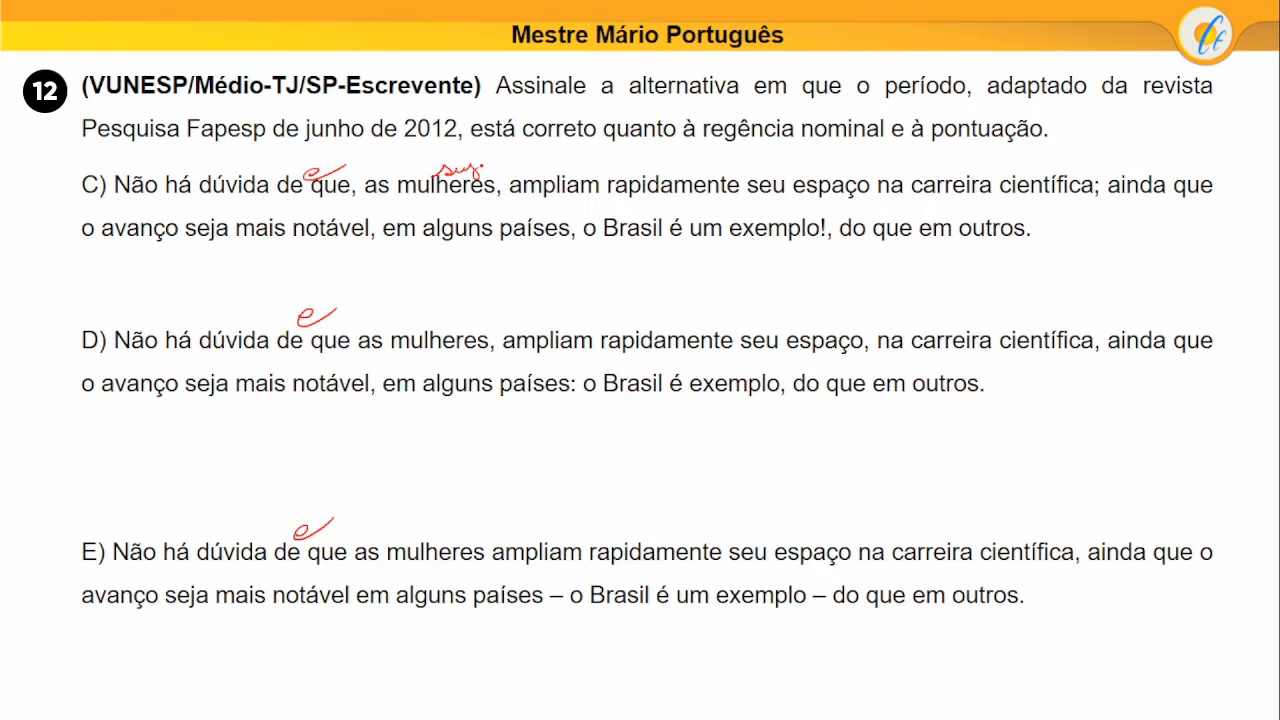 Mestre Mário Português
12
(VUNESP/Médio-TJ/SP-Escrevente) Assinale a alternativa em que o período, adaptado da revista
Pesquisa Fapesp de junho de 2012, está correto quanto à regência nominal e à pontuação.
C) Não há dúvida de que, as mulheres, ampliam rapidamente seu espaço na carreira científica; ainda que
o avanço seja mais notável, em alguns países, o Brasil é um exemplo!, do que em outros.
D) Não há dúvida de que as mulheres, ampliam rapidamente seu espaço, na carreira científica, ainda que
o avanço seja mais notável, em alguns países: o Brasil é exemplo, do que em outros.
E) Não há dúvida de que as mulheres ampliam rapidamente seu espaço na carreira científica, ainda que o
avanço seja mais notável em alguns países – o Brasil é um exemplo – do que em outros.